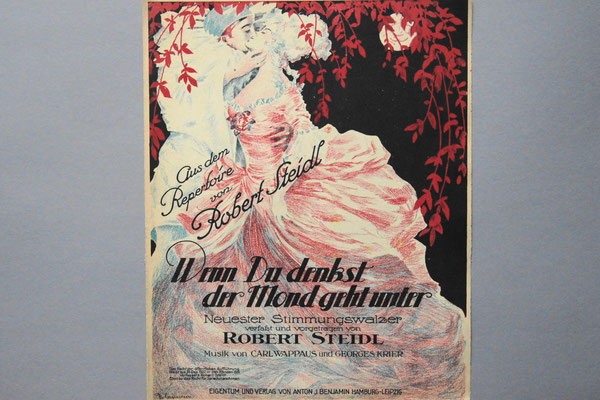 Aus dem
Repertoire
von
Robert Steidl
Wenn Du denkst
der Mond geht unter
Neuester Stimmungswalzer
verfaßt und vorgetragen von
ROBERT STEIDL
Musik von CARL WAPPAUS und GEORGES KRIER
EIGENTUM UND VERLAG VON ANTON J. BENJAMIN HAMBURG-LEIPZIG